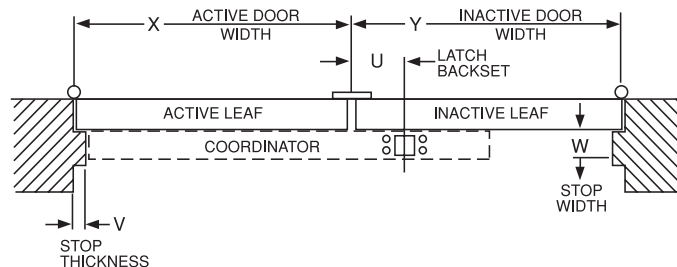 X
ACTIVE DOOR
WIDTH
Y
INACTIVE DOOR
WIDTH
U
LATCH
BACKSET
ACTIVE LEAF
INACTIVE LEAF
COORDINATOR
W
STOP
WIDTH
V
STOP
THICKNESS